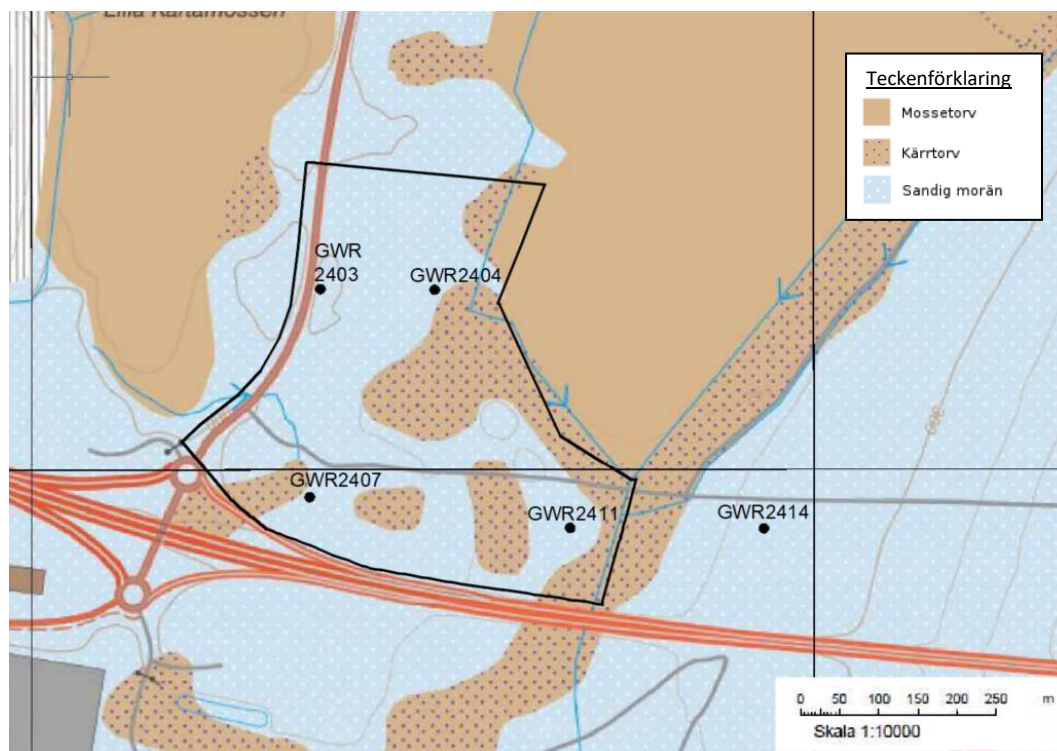 Lilla Kartamossen
Teckenförklaring
Mossetorv
Kärrtorv
Sandig morän
GWR
2403
GWR2404
GWR2407
GWR2411
GWR2414
0 50 100 150 200 250 m
Skala 1:10000